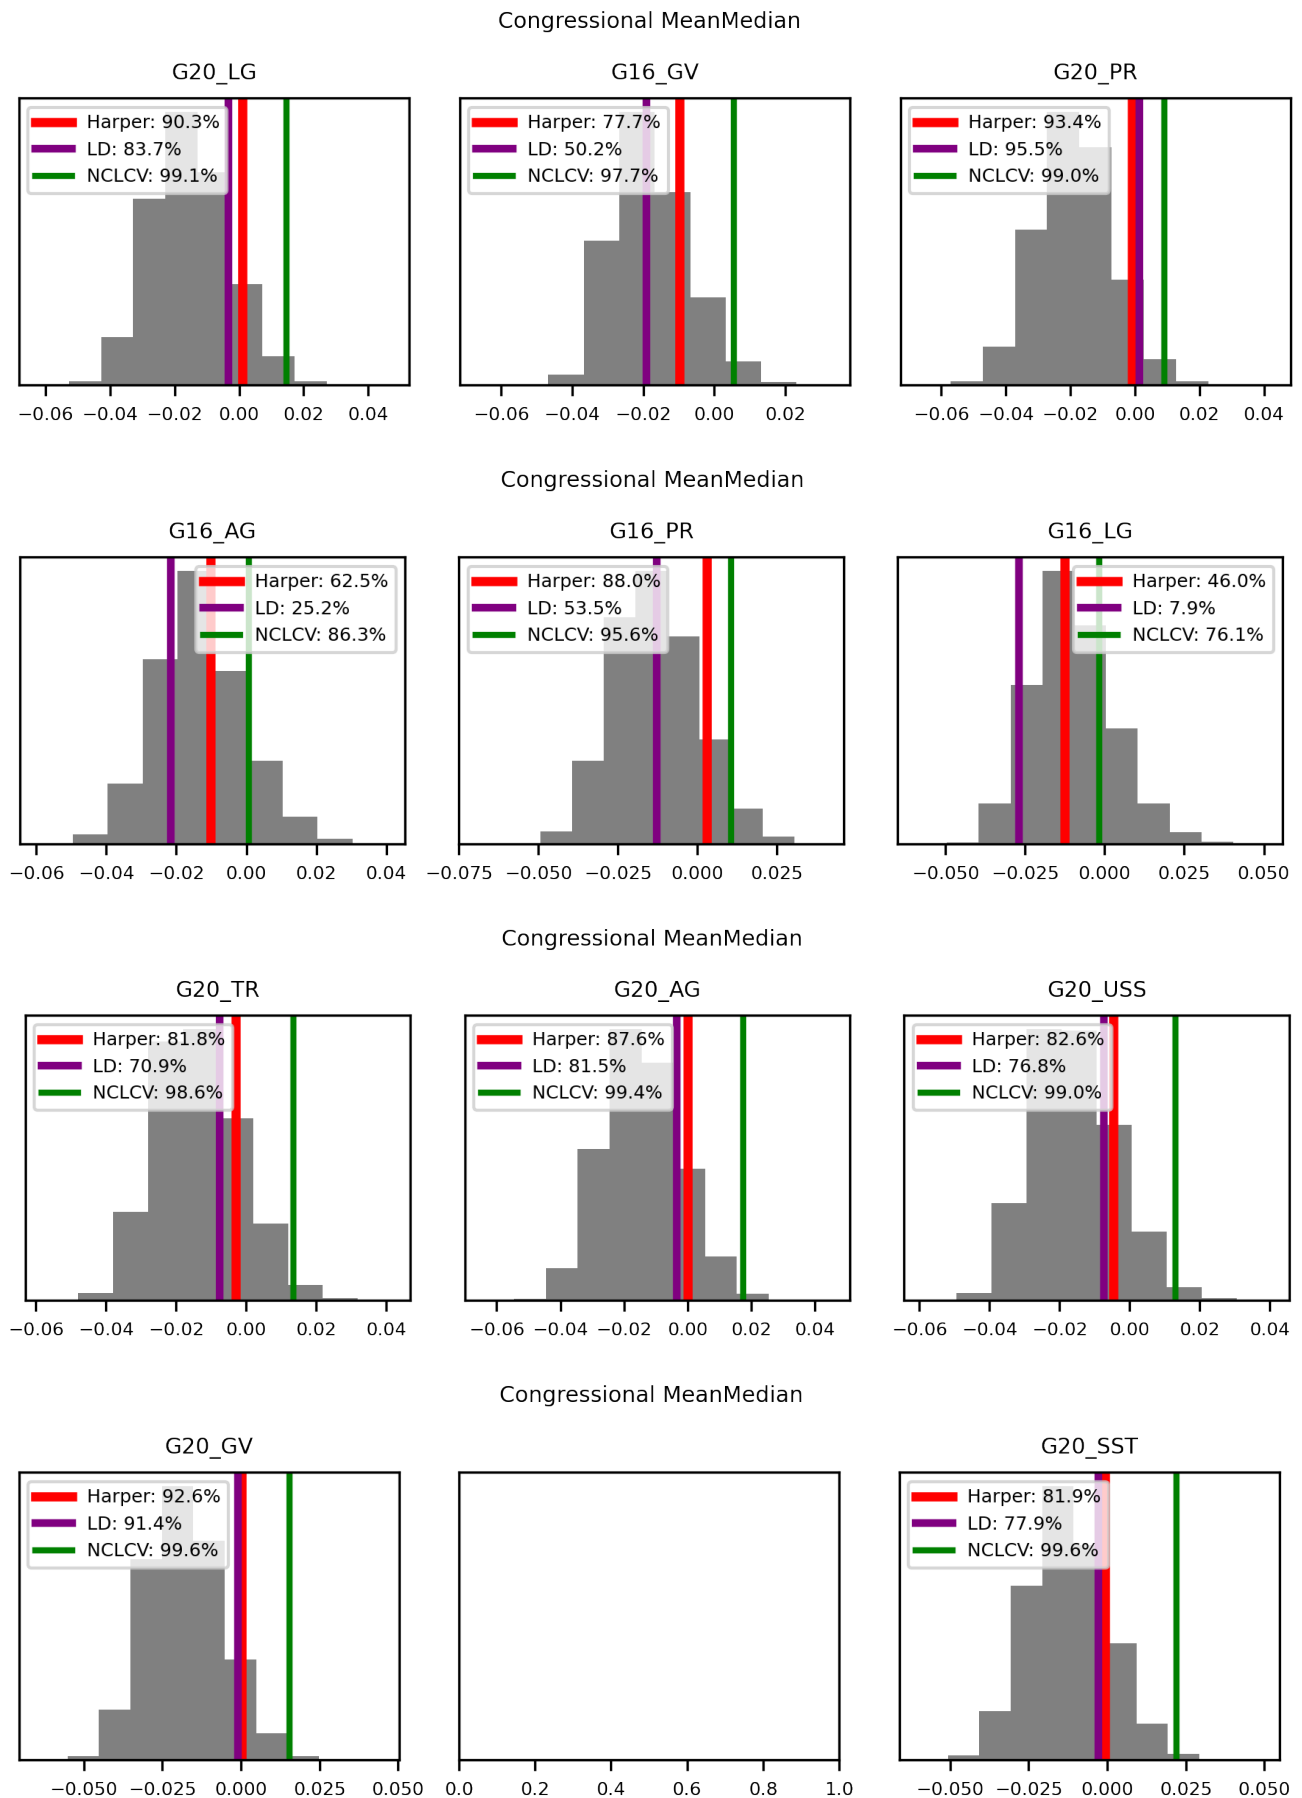 Congressional MeanMedian
G20_LG
G16_GV
G20_PR
Harper: 90.3%
LD: 83.7%
NCLCV: 99.1%
Harper: 77.7%
LD: 50.2%
NCLCV: 97.7%
Harper: 93.4%
LD: 95.5%
NCLCV: 99.0%
−0.06 −0.04 −0.02 0.00 0.02 0.04
−0.06 −0.04 −0.02 0.00 0.02
−0.06 −0.04 −0.02 0.00 0.02 0.04
Congressional MeanMedian
G16_AG
G16_PR
G16_LG
Harper: 62.5%
LD: 25.2%
NCLCV: 86.3%
Harper: 88.0%
LD: 53.5%
NCLCV: 95.6%
Harper: 46.0%
LD: 7.9%
NCLCV: 76.1%
−0.06 −0.04 −0.02 0.00 0.02 0.04
−0.075 −0.050 −0.025 0.000 0.025
−0.050 −0.025 0.000 0.025 0.050
Congressional MeanMedian
G20_TR
G20_AG
G20_USS
Harper: 81.8%
LD: 70.9%
NCLCV: 98.6%
Harper: 87.6%
LD: 81.5%
NCLCV: 99.4%
Harper: 82.6%
LD: 76.8%
NCLCV: 99.0%
−0.06 −0.04 −0.02 0.00 0.02 0.04
−0.06 −0.04 −0.02 0.00 0.02 0.04
−0.06 −0.04 −0.02 0.00 0.02 0.04
Congressional MeanMedian
G20_GV
G20_SST
Harper: 92.6%
LD: 91.4%
NCLCV: 99.6%
Harper: 81.9%
LD: 77.9%
NCLCV: 99.6%
−0.050 −0.025 0.000 0.025 0.050
0.0 0.2 0.4 0.6 0.8 1.0
−0.050 −0.025 0.000 0.025 0.050